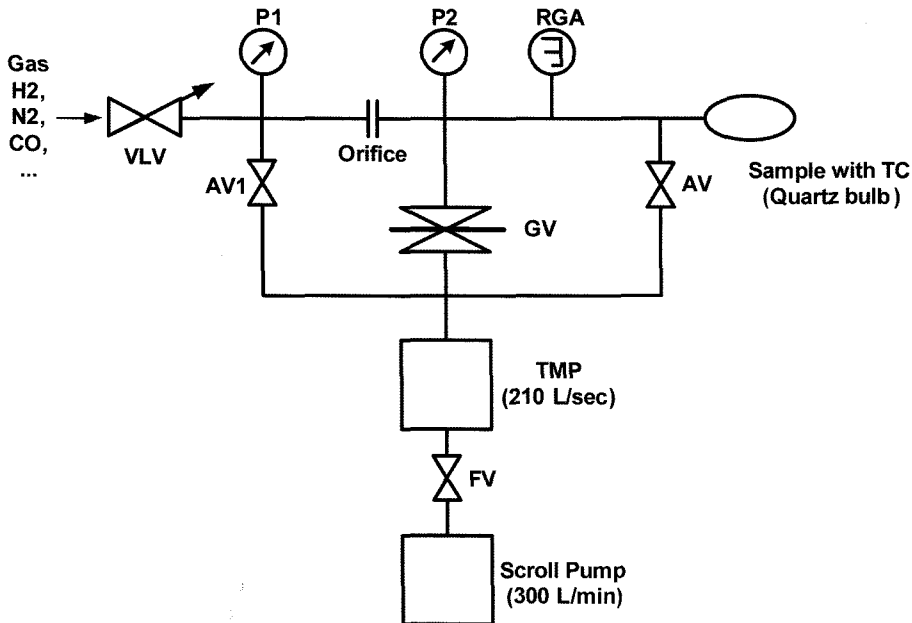 P1
P2
RGA
Gas
H2,
N2,
CO,
...
VLV
Orifice
AV1
AV
Sample with TC
(Quartz bulb)
GV
TMP
(210 L/sec)
FV
Scroll Pump
(300 L/min)